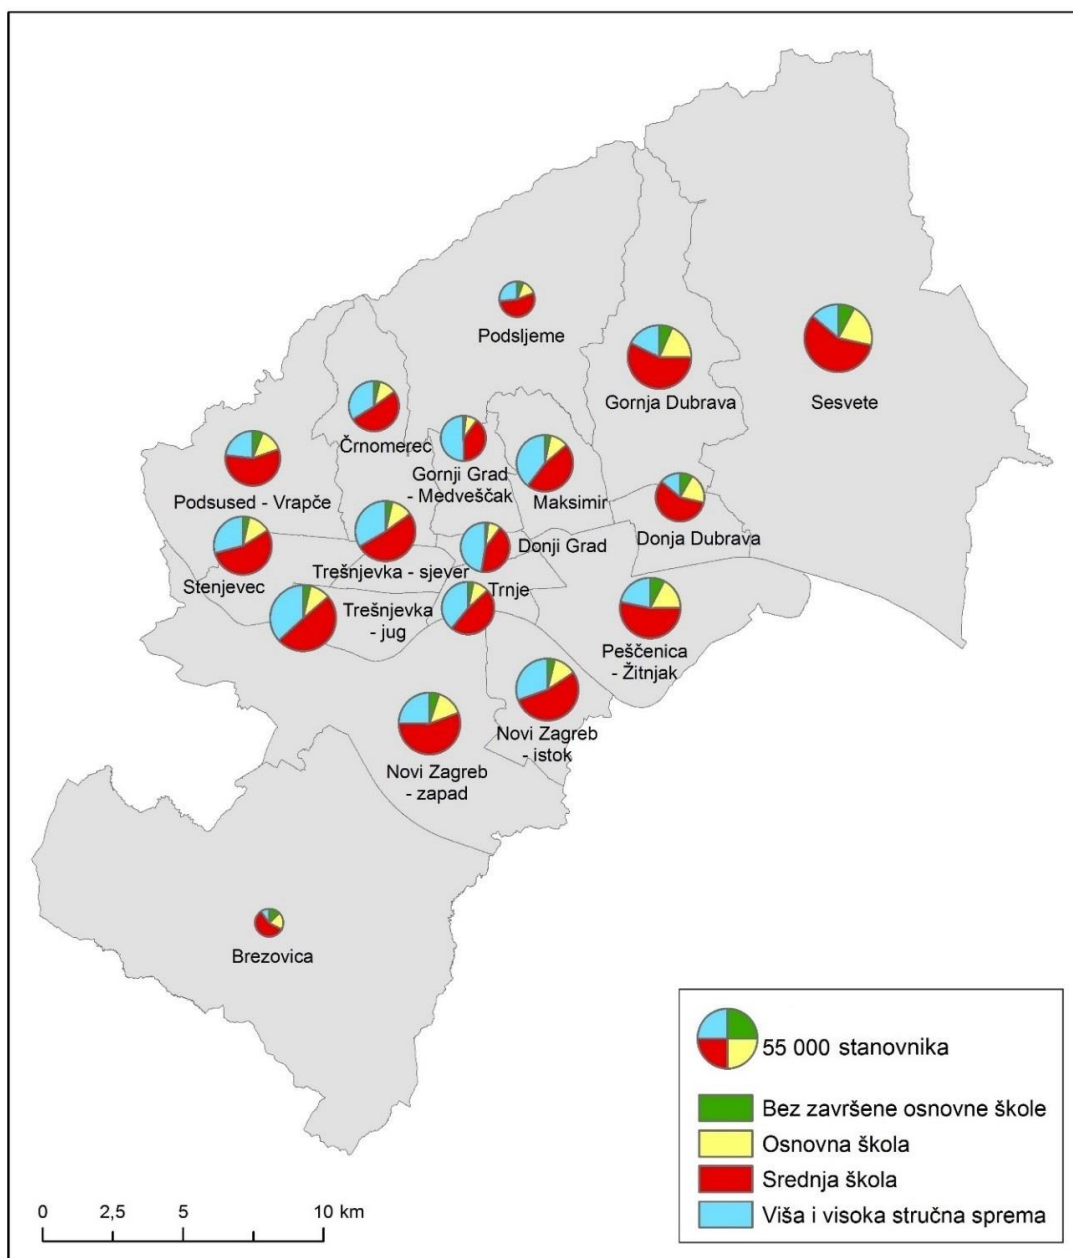 Podsljeme
Gornja Dubrava
Sesvete
Črnomerec
Gornji Grad
- Medveščak
Maksimir
Podsused - Vrapče
Donja Dubrava
Donji Grad
Trešnjevka - sjever
Stenjevec
Trnje
Trešnjevka
- jug
Peščenica
- Žitnjak
Novi Zagreb
- istok
Novi Zagreb
- zapad
Brezovica
55 000 stanovnika
Bez završene osnovne škole
Osnovna škola
Srednja škola
Viša i visoka stručna sprema
0 2,5 5 10 km